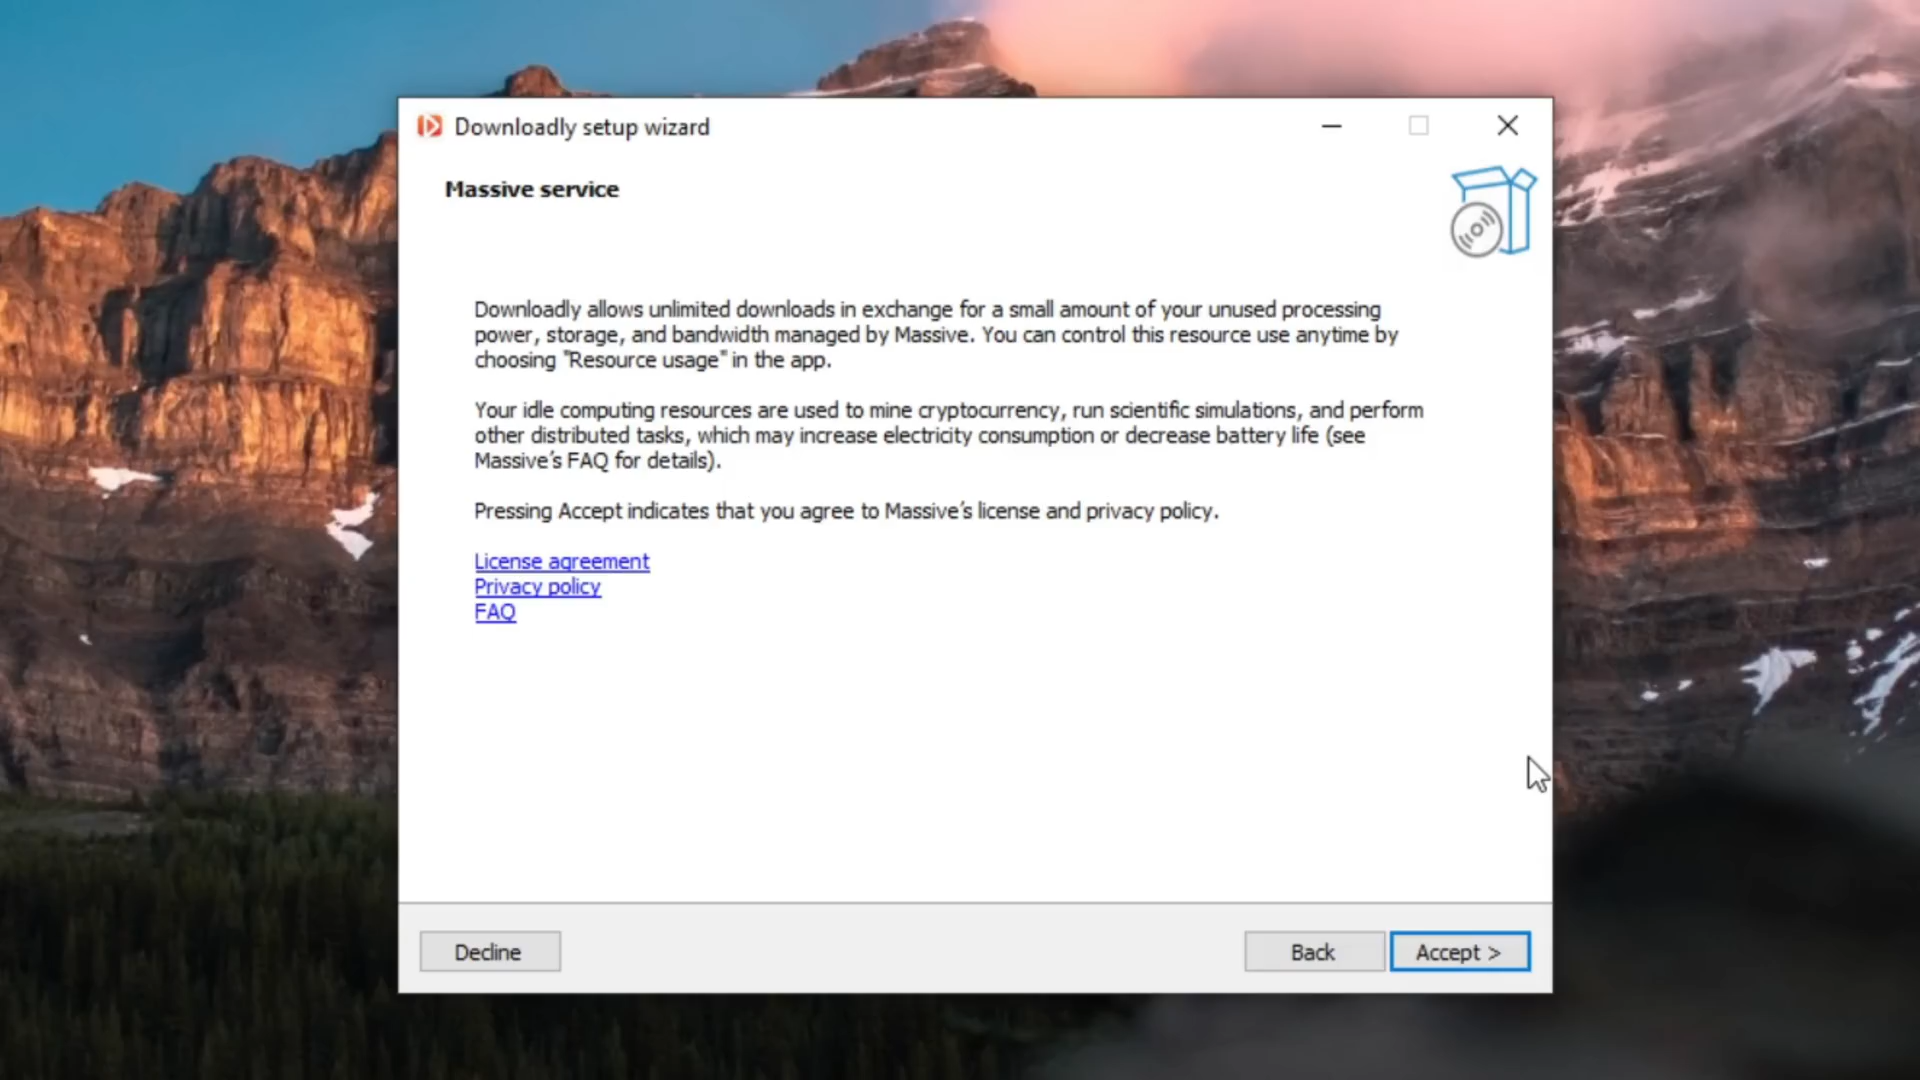 Downloadly setup wizard
Massive service
Downloadly allows unlimited downloads in exchange for a small amount of your unused processing
power, storage, and bandwidth managed by Massive. You can control this resource use anytime by
choosing "Resource usage" in the app.
Your idle computing resources are used to mine cryptocurrency, run scientific simulations, and perform
other distributed tasks, which may increase electricity consumption or decrease battery life (see
Massive’s FAQ for details).
Pressing Accept indicates that you agree to Massive’s license and privacy policy.
License agreement
Privacy policy
FAQ
Decline
Back
Accept >